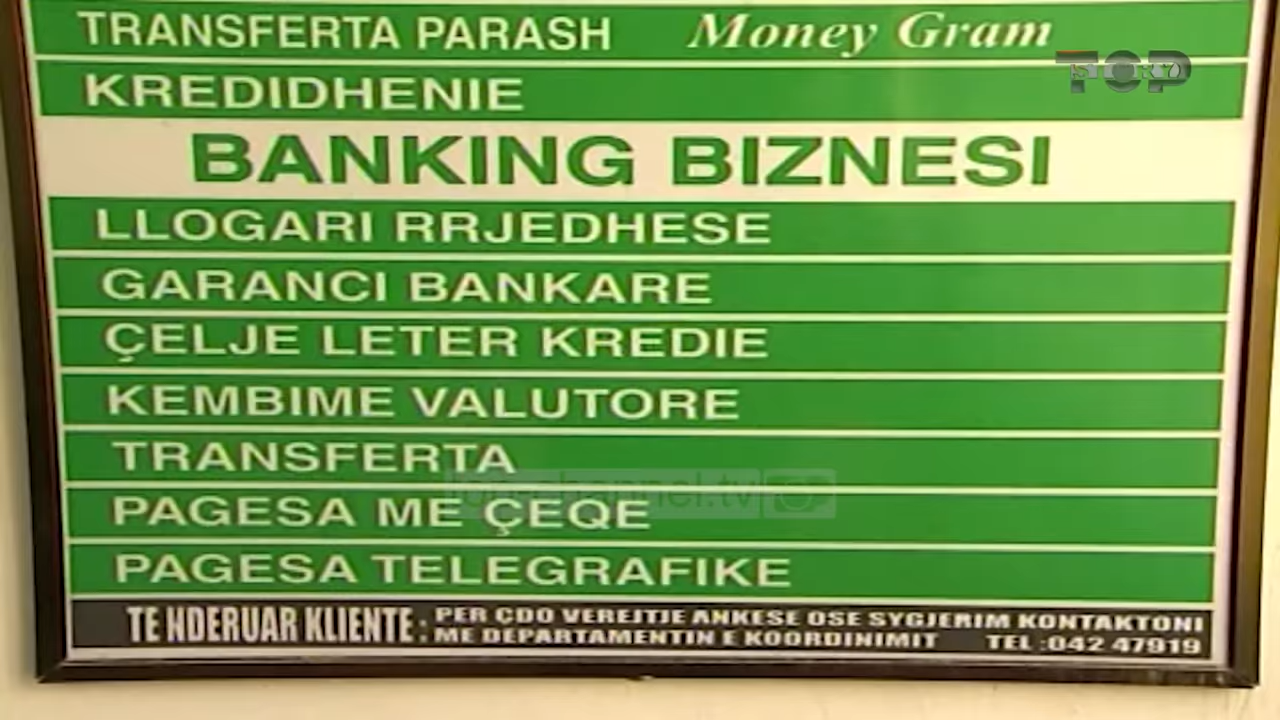 TRANSFERTA PARASH Money Gram
TOP STORY
KREDIDHENIE
BANKING BIZNESI
LLOGARI RRJEDHESE
GARANCI BANKARE
ÇELJE LETER KREDIE
KEMBIME VALUTORE
TRANSFERTA
PAGESA ME ÇEQE
PAGESA TELEGRAFIKE
TE NDERUAR KLIENTE : PER ÇDO VEREJTJE ANKESE OSE SYGJERIM KONTAKTONI
ME DEPARTAMENTIN E KOORDINIMIT TEL :042 47919